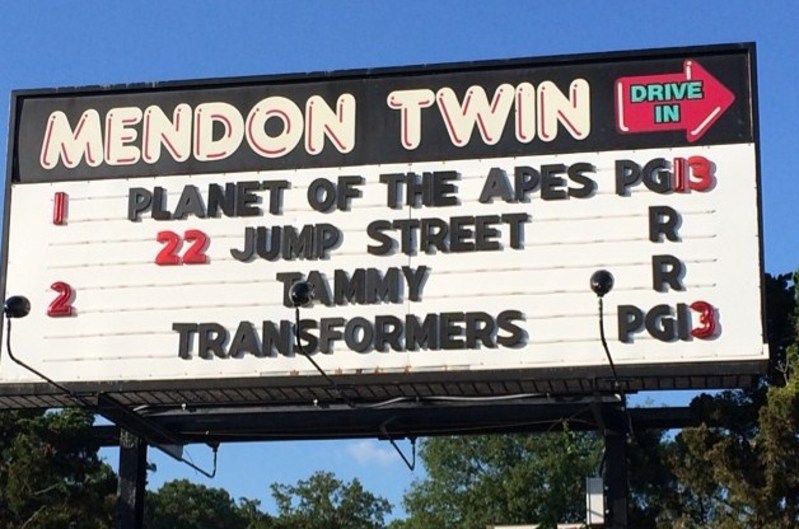 MENDON TWIN DRIVE IN
1 PLANET OF THE APES PG13
22 JUMP STREET R
2 TAMMY R
TRANSFORMERS PG13